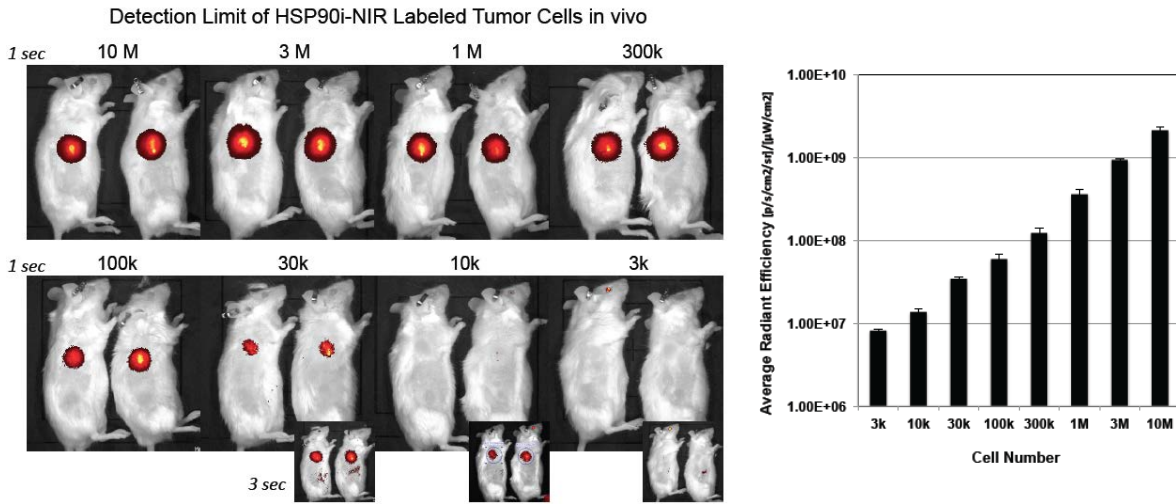 Detection Limit of HSP90i-NIR Labeled Tumor Cells in vivo
1 sec 10 M 3 M 1 M 300k
1 sec 100k 30k 10k 3k
3 sec
Average Radiant Efficiency [p/s/cm2/sr]/[µW/cm2]
1.00E+10
1.00E+09
1.00E+08
1.00E+07
1.00E+06
3k 10k 30k 100k 300k 1M 3M 10M
Cell Number